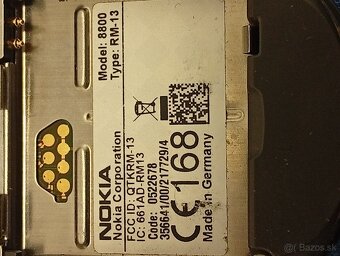 Model: 8800
Type: RM-13
NOKIA
Nokia Corporation
FCC ID: QTKRM-13
IC: 661AD-RM13
Code: 0522678
356641/00/217729/4
CE168
Made in Germany
© Bazos.sk